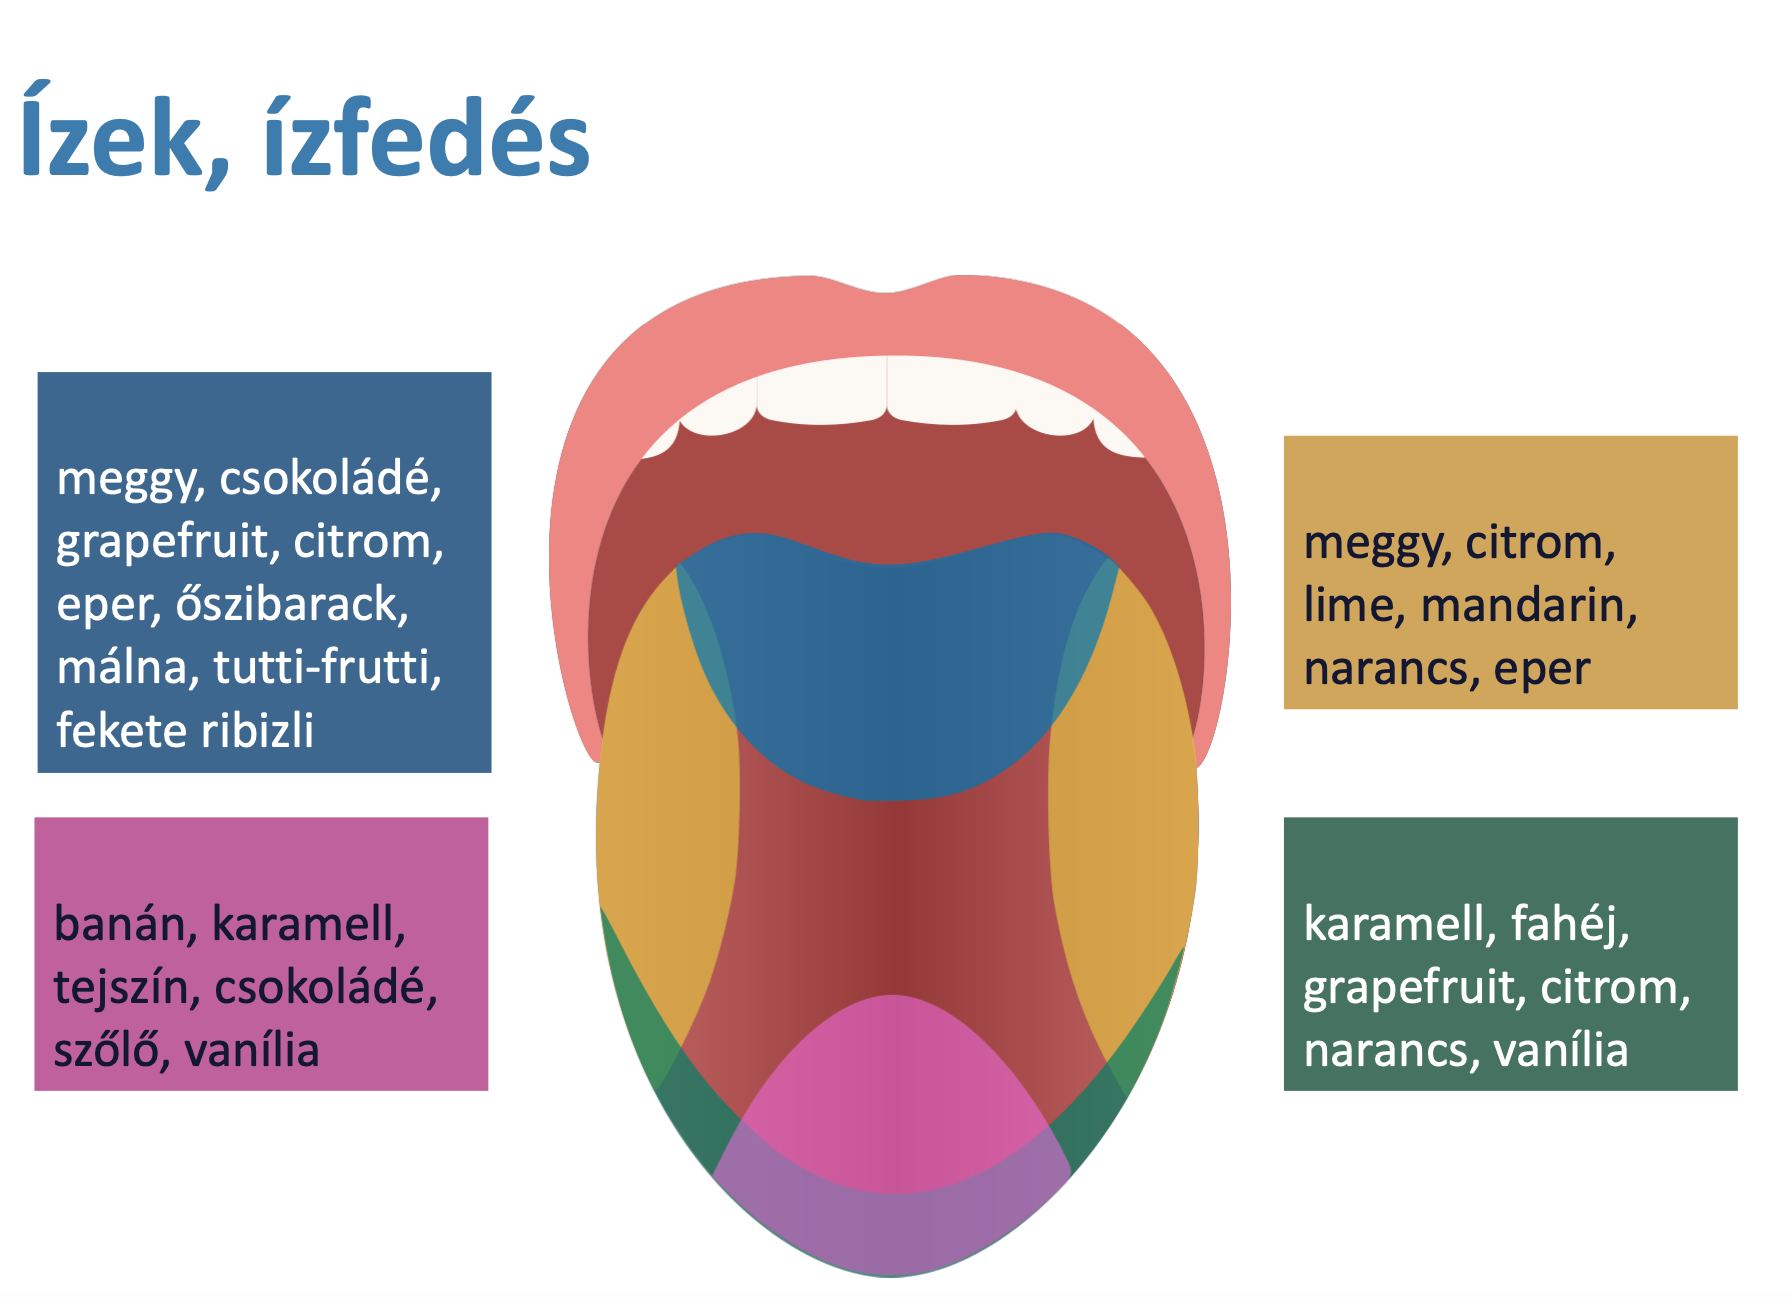 Ízek, ízfedés
meggy, csokoládé,
grapefruit, citrom,
eper, őszibarack,
málna, tutti-frutti,
fekete ribizli
banán, karamell,
tejszín, csokoládé,
szőlő, vanília
meggy, citrom,
lime, mandarin,
narancs, eper
karamell, fahéj,
grapefruit, citrom,
narancs, vanília